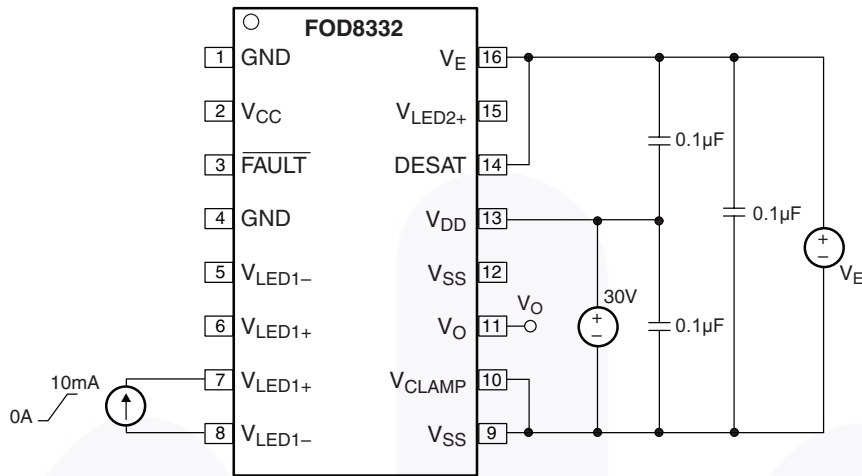 FOD8332
1 GND
2 VCC
3 FAULT
4 GND
5 VLED1–
6 VLED1+
7 VLED1+
8 VLED1–
VE 16
VLED2+ 15
DESAT 14
VDD 13
VSS 12
VO 11
VCLAMP 10
VSS 9
10mA
0A
VO
30V
+
–
0.1µF
0.1µF
0.1µF
+
–
VE